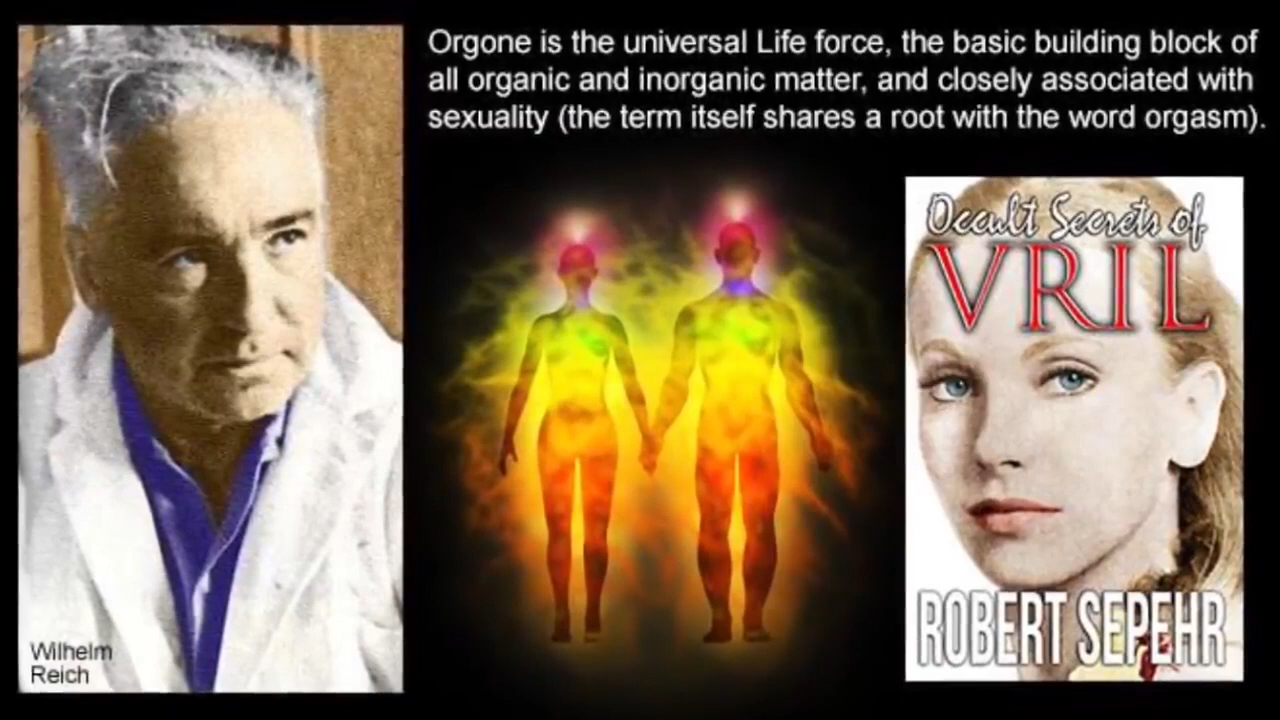 Orgone is the universal Life force, the basic building block of
all organic and inorganic matter, and closely associated with
sexuality (the term itself shares a root with the word orgasm).
Occult Secrets of
VRIL
ROBERT SEPEHR
Wilhelm
Reich